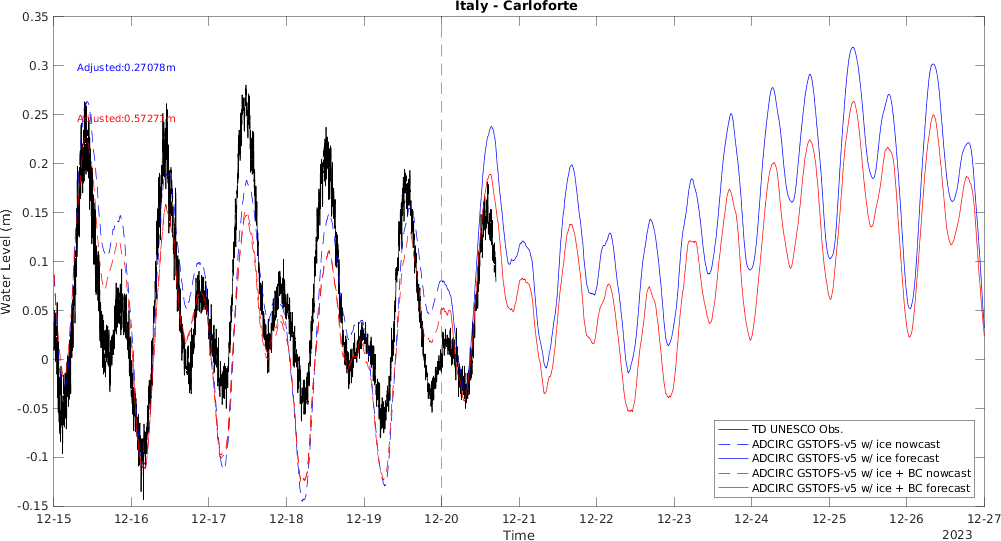 Italy - Carloforte
0.35
0.3
0.25
0.2
0.15
0.1
0.05
0
-0.05
-0.1
-0.15
Water Level (m)
Adjusted:0.27078m
Adjusted:0.57271m
TD UNESCO Obs.
ADCIRC GSTOFS-v5 w/ ice nowcast
ADCIRC GSTOFS-v5 w/ ice forecast
ADCIRC GSTOFS-v5 w/ ice + BC nowcast
ADCIRC GSTOFS-v5 w/ ice + BC forecast
12-15 12-16 12-17 12-18 12-19 12-20 12-21 12-22 12-23 12-24 12-25 12-26 12-27
Time
2023